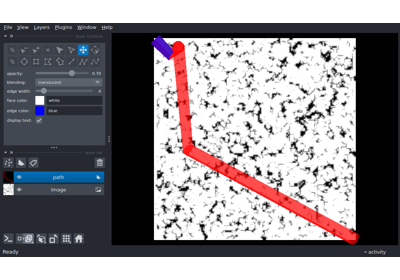 File View Layers Plugins Window Help
opacity: 0.70
blending: translucent
edge width:
face color: white
edge color: blue
display text:
path
Image
Ready
activity